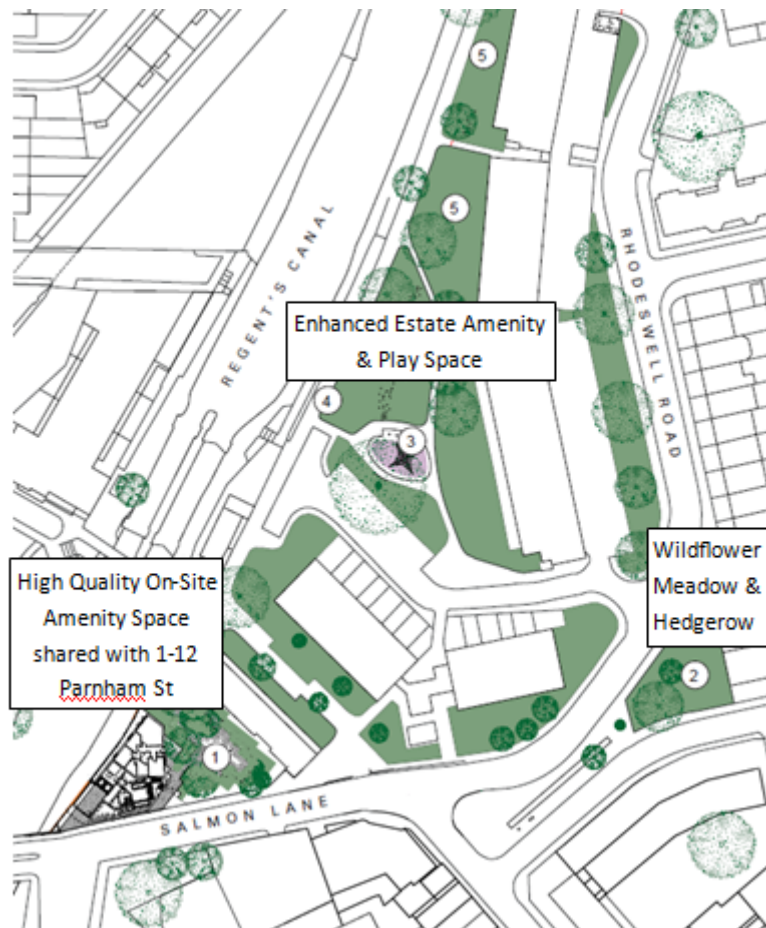 5
5
REGENT'S CANAL
RHODESWELL ROAD
Enhanced Estate Amenity
& Play Space
4
3
Wildflower
Meadow &
Hedgerow
High Quality On-Site
Amenity Space
shared with 1-12
Parnham St
2
1
SALMON LANE